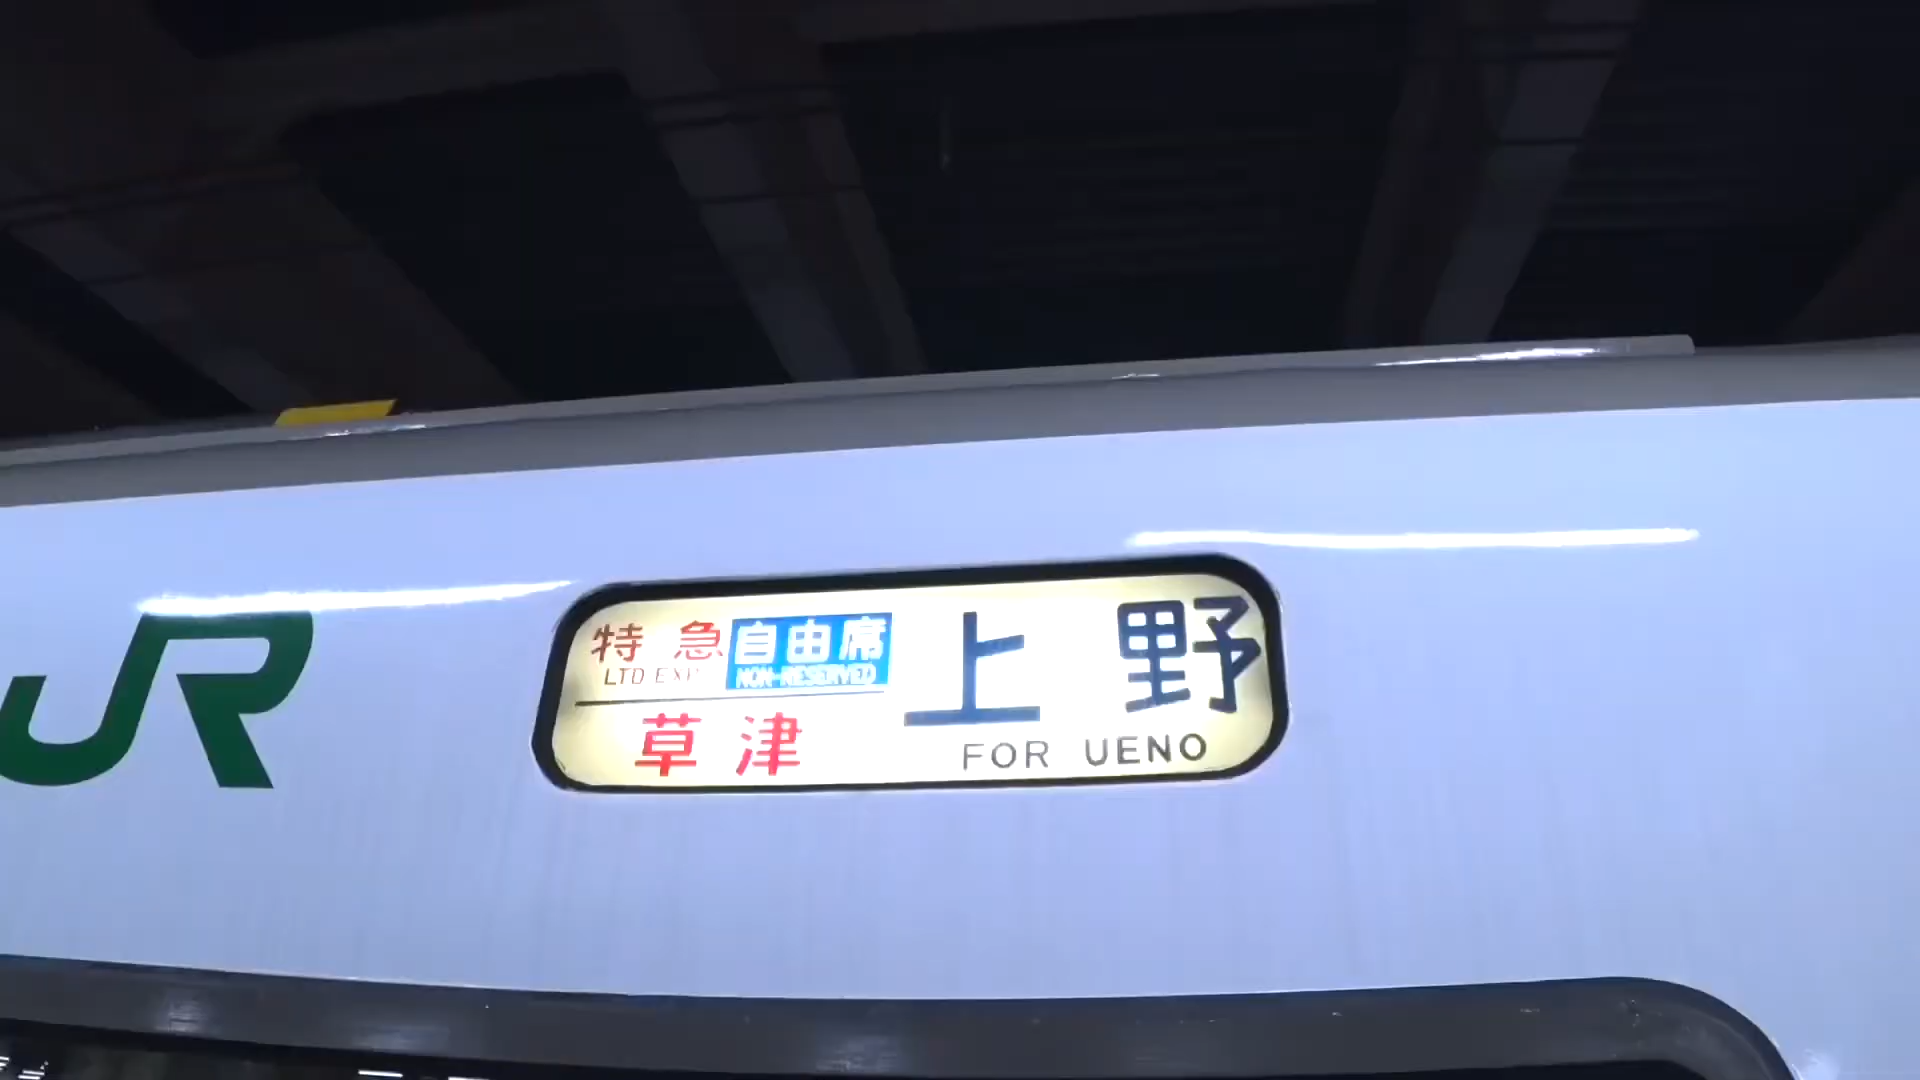 JR
特急 自由席
LTD EXP NON-RESERVED
草津
上野
FOR UENO